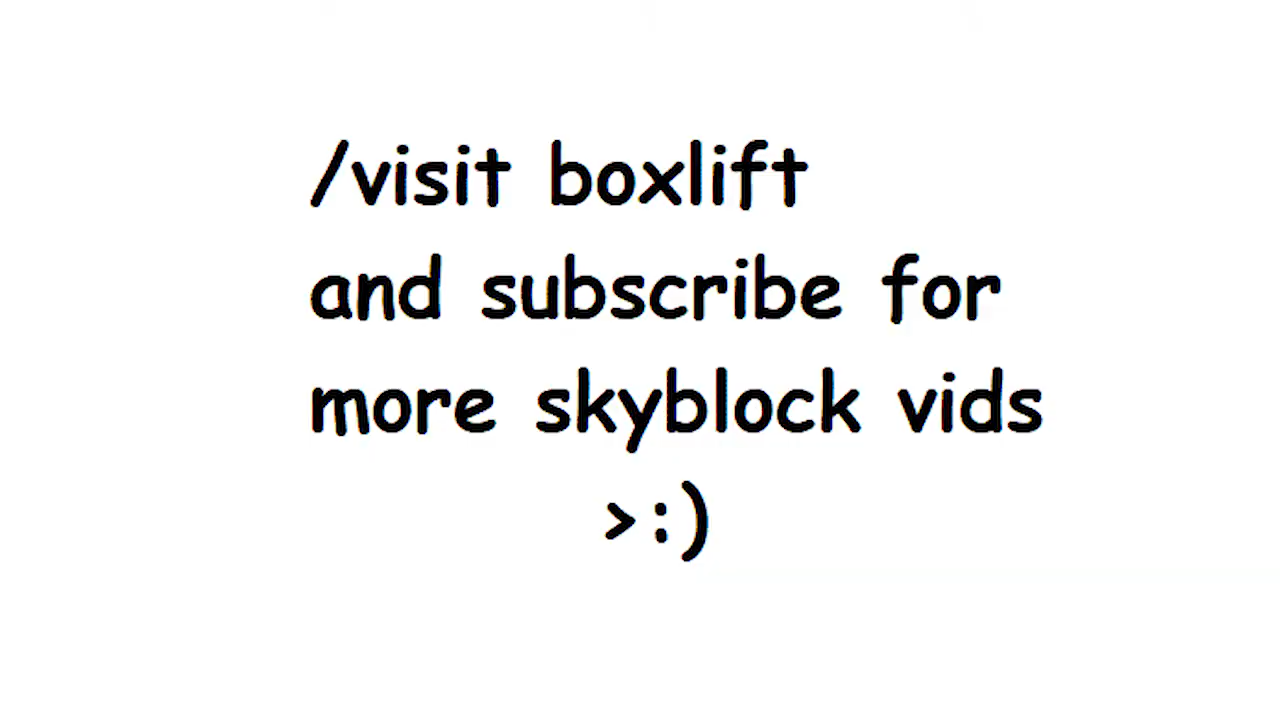 /visit boxlift
and subscribe for
more skyblock vids
>:)